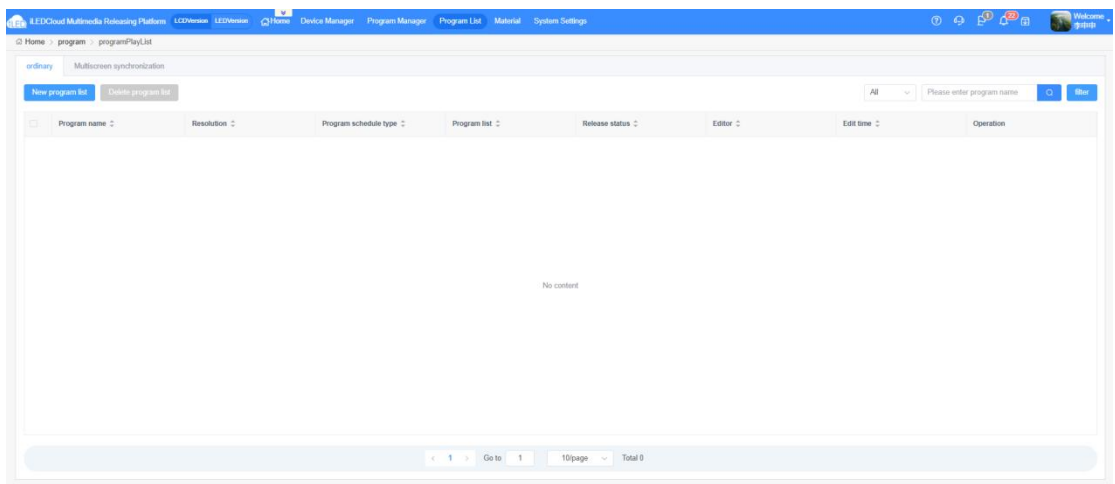 iLEDCloud Multimedia Releasing Platform LCDVersion LEDVersion Home Device Manager Program Manager Program List Material System Settings 1 22 Welcome
Home > program > programPlayList
ordinary Multiscreen synchronization
New program list Delete program list All Please enter program name filter
Program name Resolution Program schedule type Program list Release status Editor Edit time Operation
No content
< 1 > Go to 1 10/page Total 0